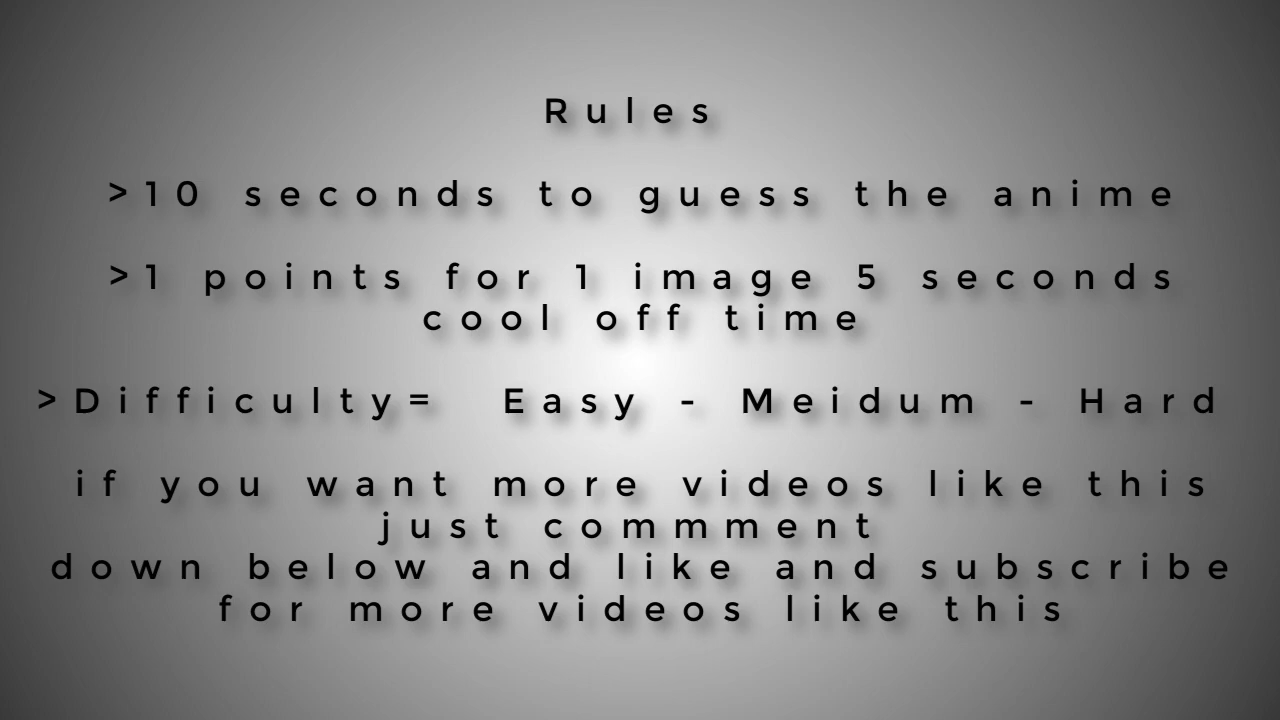 Rules
>10 seconds to guess the anime
>1 points for 1 image 5 seconds
cool off time
>Difficulty= Easy - Meidum - Hard
if you want more videos like this
just commment
down below and like and subscribe
for more videos like this